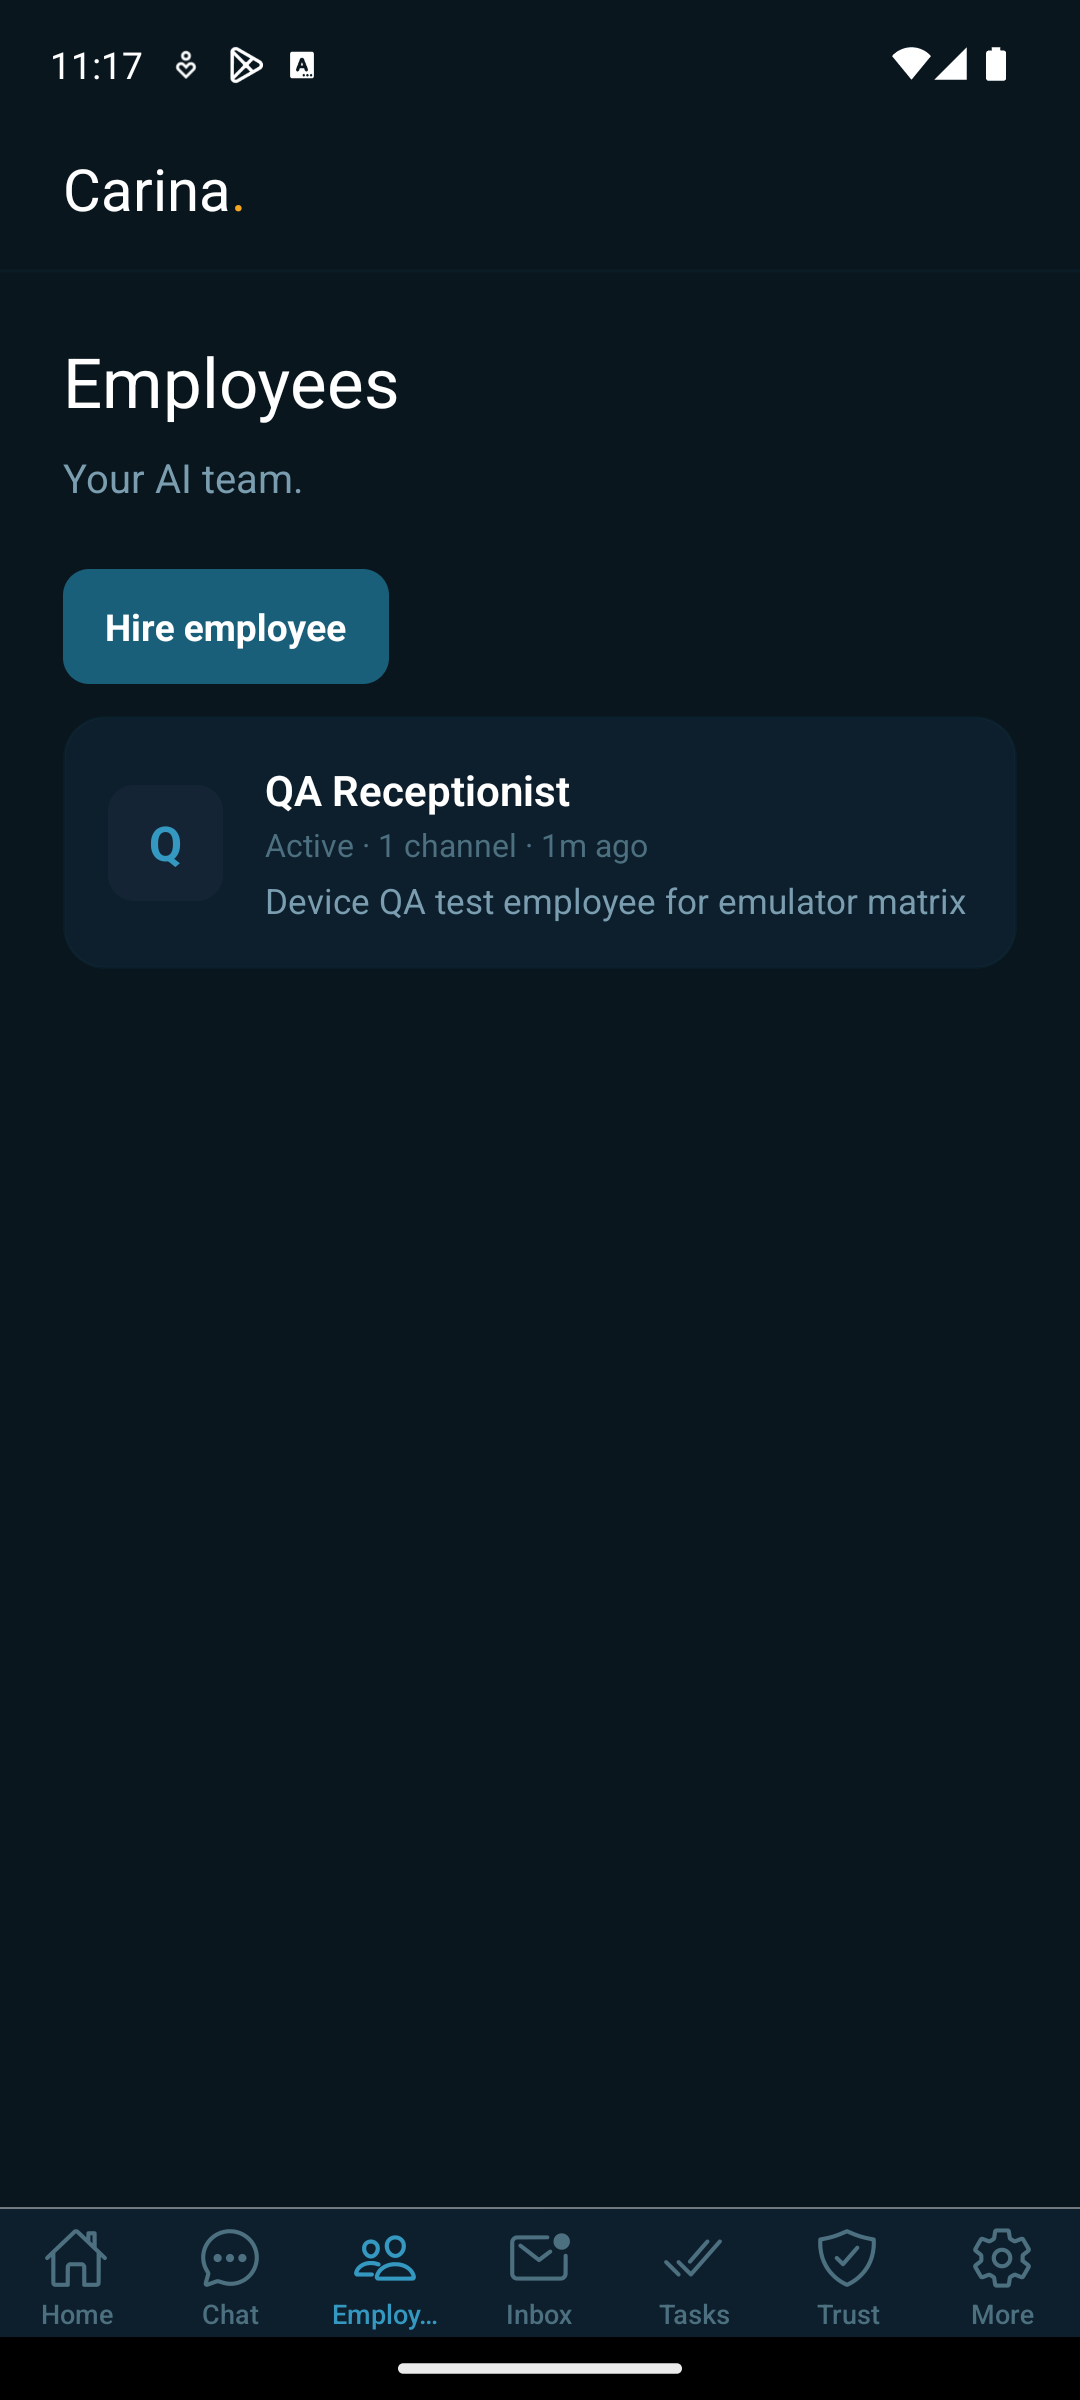 11:17
Carina.
Employees
Your AI team.
Hire employee
Q
QA Receptionist
Active · 1 channel · 1m ago
Device QA test employee for emulator matrix
Home
Chat
Employ...
Inbox
Tasks
Trust
More